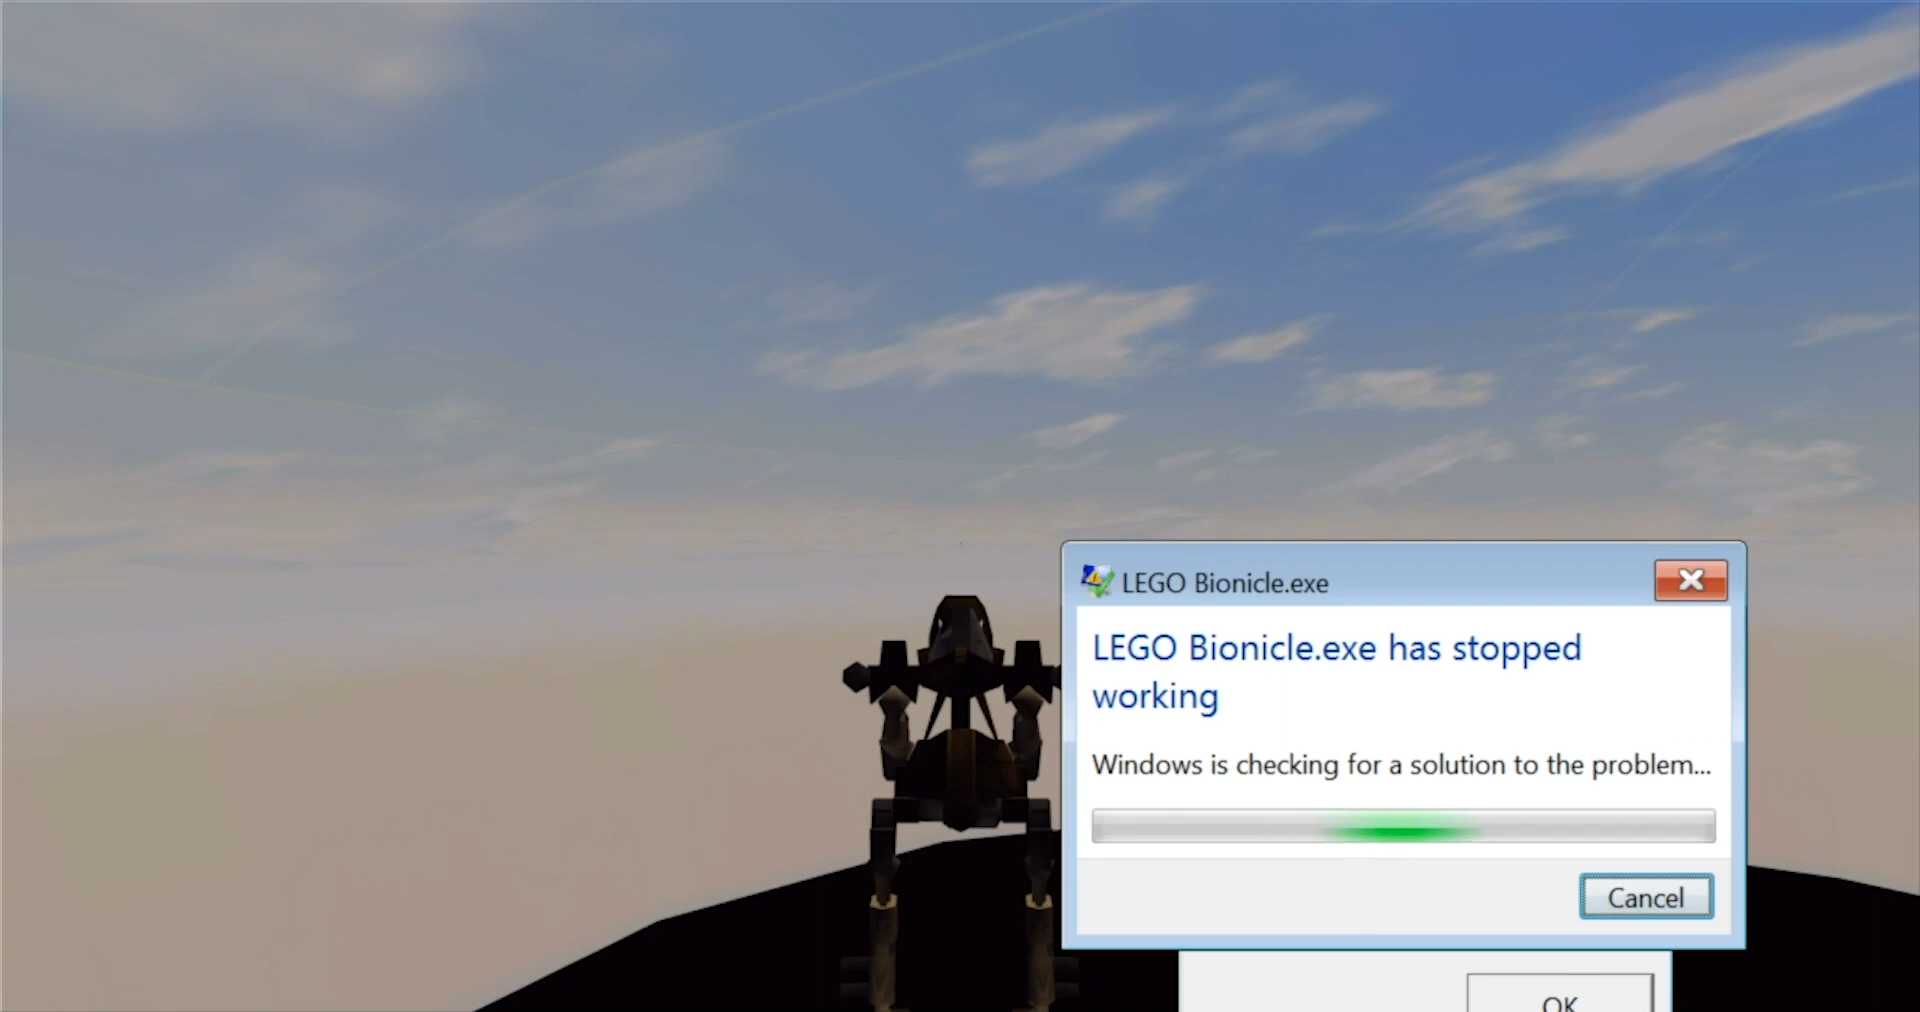 LEGO Bionicle.exe
LEGO Bionicle.exe has stopped
working
Windows is checking for a solution to the problem...
Cancel
OK